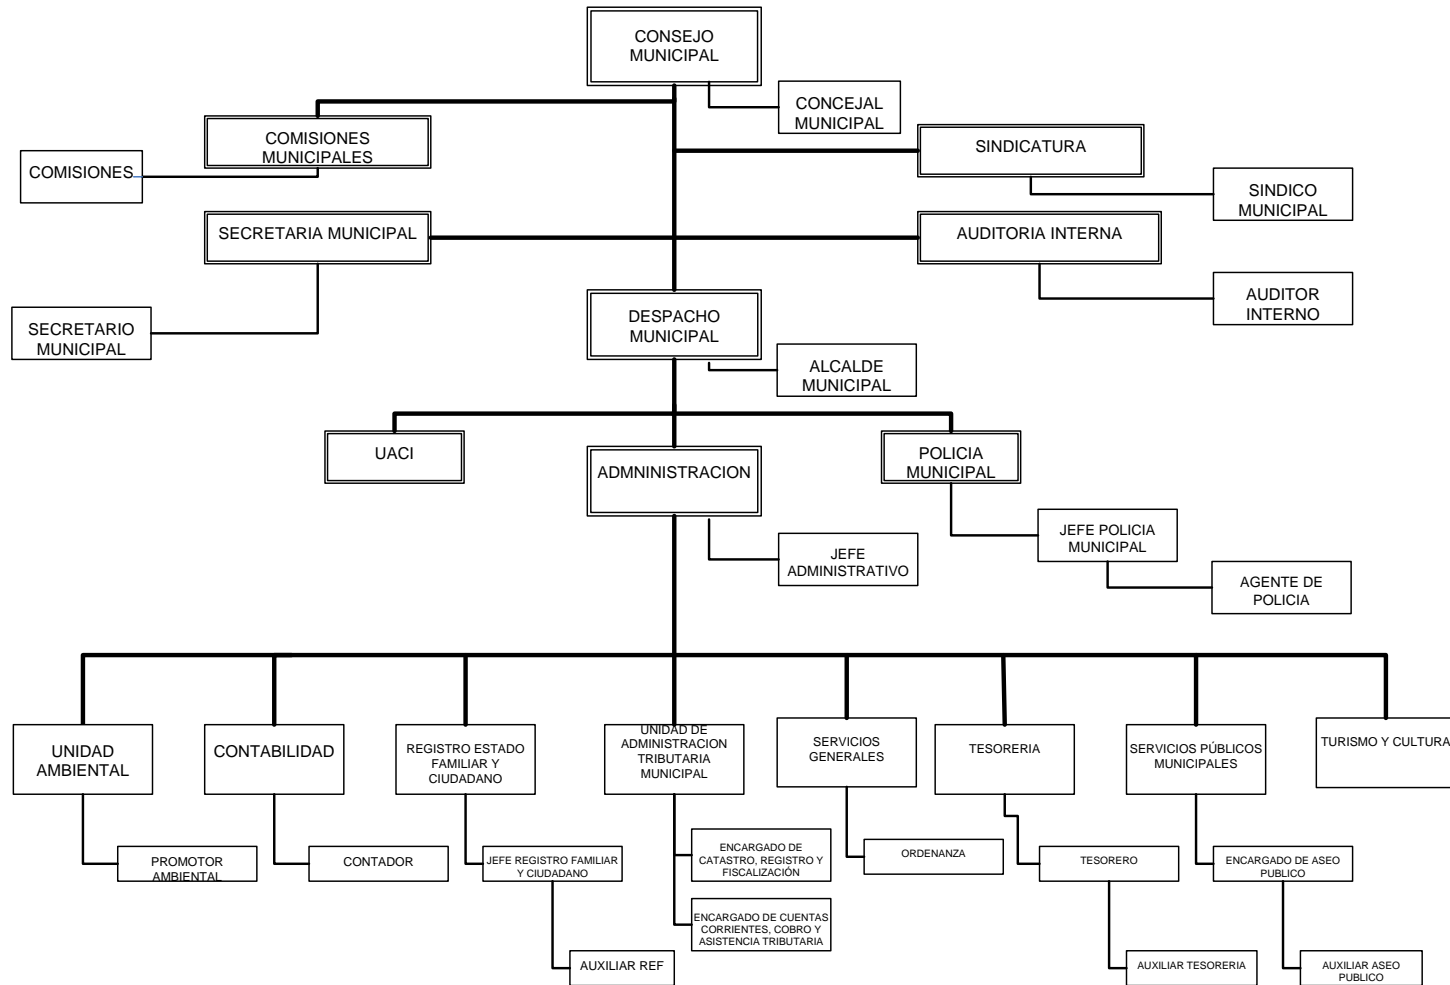 CONSEJO
MUNICIPAL
CONCEJAL
MUNICIPAL
COMISIONES
MUNICIPALES
SINDICATURA
COMISIONES
SINDICO
MUNICIPAL
SECRETARIA MUNICIPAL
AUDITORIA INTERNA
AUDITOR
INTERNO
SECRETARIO
MUNICIPAL
DESPACHO
MUNICIPAL
ALCALDE
MUNICIPAL
UACI
ADMNINISTRACION
POLICIA
MUNICIPAL
JEFE
ADMINISTRATIVO
JEFE POLICIA
MUNICIPAL
AGENTE DE
POLICIA
UNIDAD
AMBIENTAL
CONTABILIDAD
REGISTRO ESTADO
FAMILIAR Y
CIUDADANO
UNIDAD DE
ADMINISTRACION
TRIBUTARIA
MUNICIPAL
SERVICIOS
GENERALES
TESORERIA
SERVICIOS PÚBLICOS
MUNICIPALES
TURISMO Y CULTURA
PROMOTOR
AMBIENTAL
CONTADOR
JEFE REGISTRO FAMILIAR
Y CIUDADANO
ENCARGADO DE
CATASTRO, REGISTRO Y
FISCALIZACIÓN
ORDENANZA
TESORERO
ENCARGADO DE ASEO
PUBLICO
ENCARGADO DE CUENTAS
CORRIENTES, COBRO Y
ASISTENCIA TRIBUTARIA
AUXILIAR REF
AUXILIAR TESORERIA
AUXILIAR ASEO
PUBLICO